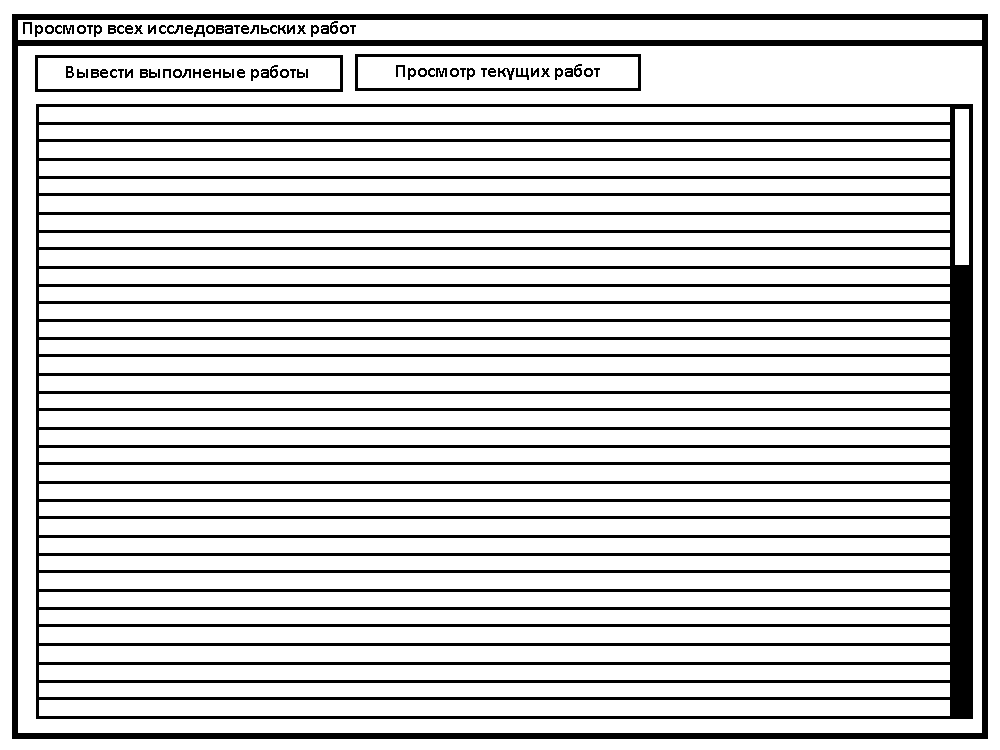 Просмотр всех исследовательских работ
Вывести выполненые работы
Просмотр текущих работ